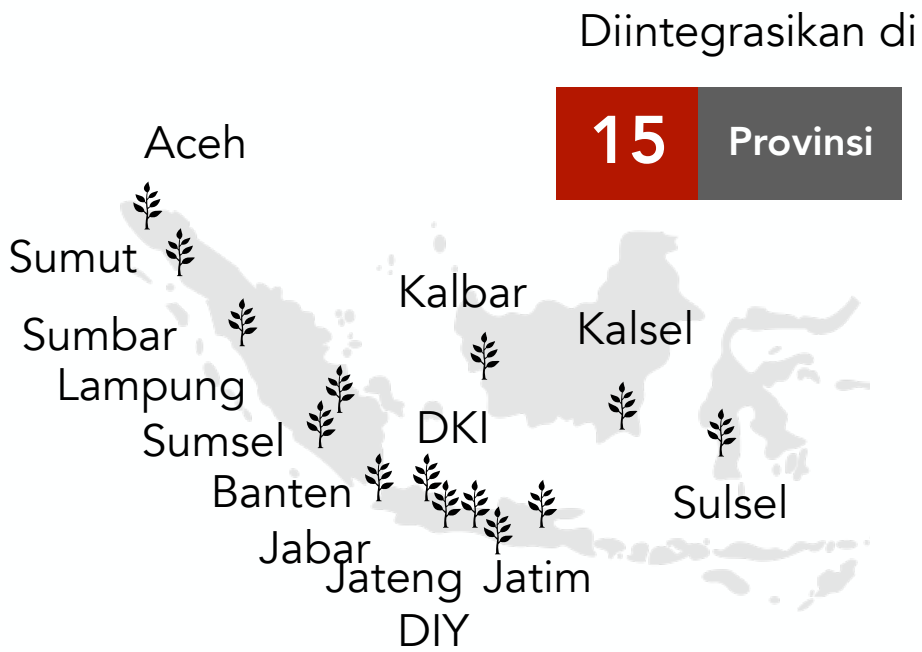 Diintegrasikan di
15 Provinsi
Aceh
Sumut
Kalbar
Kalsel
Sumbar
Lampung
DKI
Sumsel
Banten
Sulsel
Jabar
Jateng
Jatim
DIY